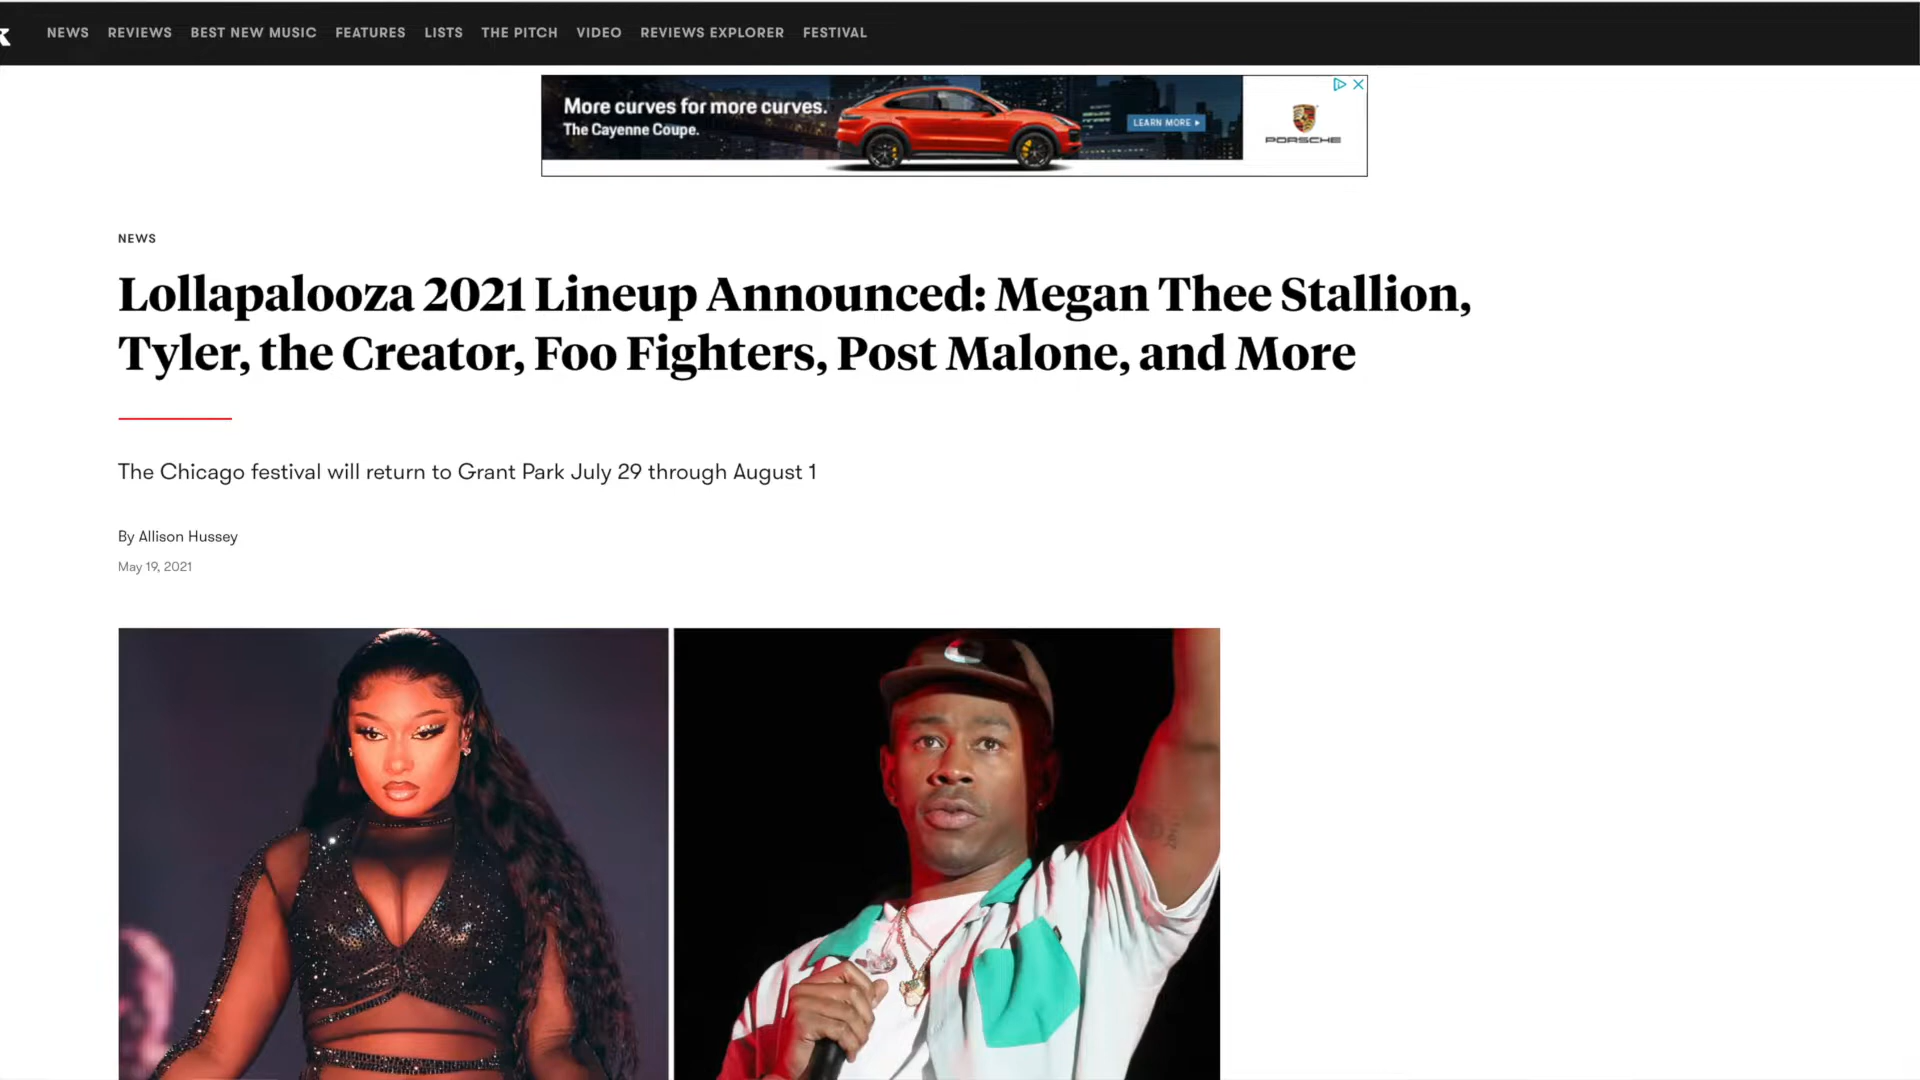 k NEWS REVIEWS BEST NEW MUSIC FEATURES LISTS THE PITCH VIDEO REVIEWS EXPLORER FESTIVAL
More curves for more curves.
The Cayenne Coupe.
LEARN MORE
PORSCHE
NEWS
Lollapalooza 2021 Lineup Announced: Megan Thee Stallion,
Tyler, the Creator, Foo Fighters, Post Malone, and More
The Chicago festival will return to Grant Park July 29 through August 1
By Allison Hussey
May 19, 2021